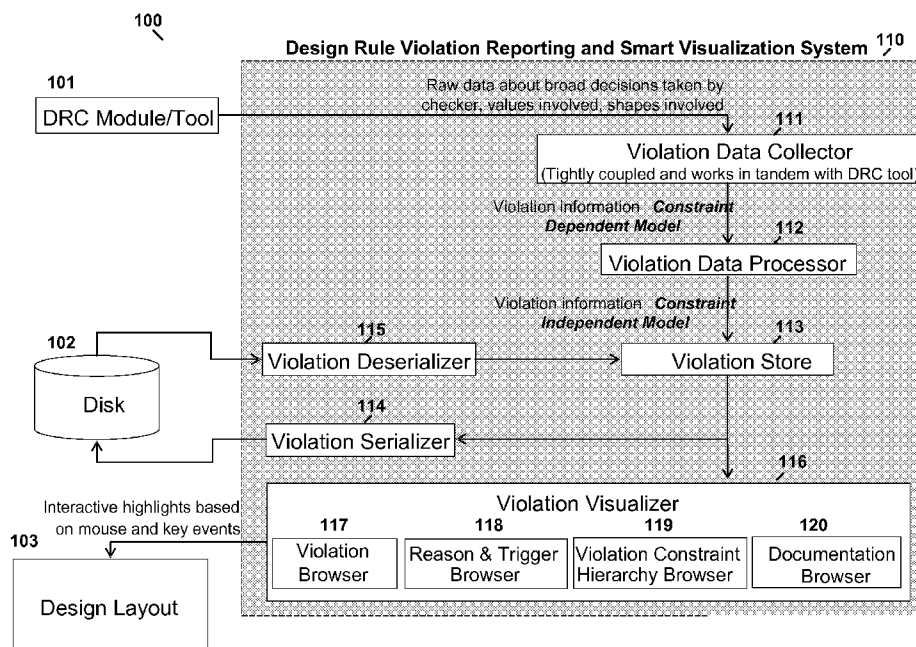 100
Design Rule Violation Reporting and Smart Visualization System 110
101
DRC Module/Tool
Raw data about broad decisions taken by
checker, values involved, shapes involved
111
Violation Data Collector
(Tightly coupled and works in tandem with DRC tool)
Violation Information Constraint
Dependent Model
112
Violation Data Processor
Violation information Constraint
Independent Model
113
Violation Store
115
Violation Deserializer
102
Disk
114
Violation Serializer
116
Violation Visualizer
Interactive highlights based
on mouse and key events
117
Violation
Browser
118
Reason & Trigger
Browser
119
Violation Constraint
Hierarchy Browser
120
Documentation
Browser
103
Design Layout